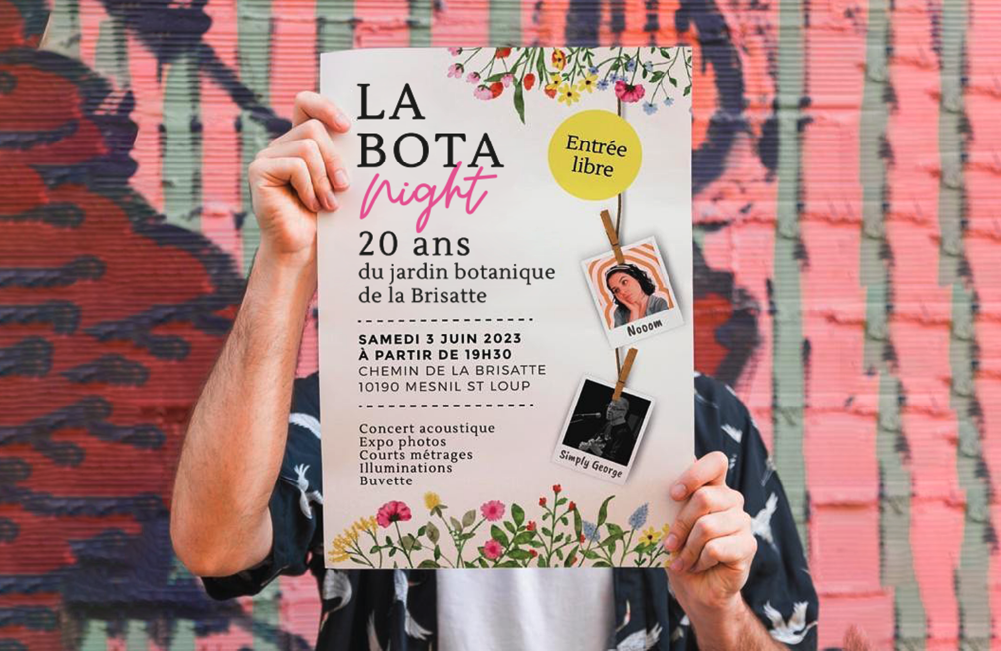 LA
BOTA
night
20 ans
du jardin botanique
de la Brisatte
SAMEDI 3 JUIN 2023
À PARTIR DE 19H30
CHEMIN DE LA BRISATTE
10190 MESNIL ST LOUP
Concert acoustique
Expo photos
Courts métrages
Illuminations
Buvette
Entrée
libre
Nooom
Simply George